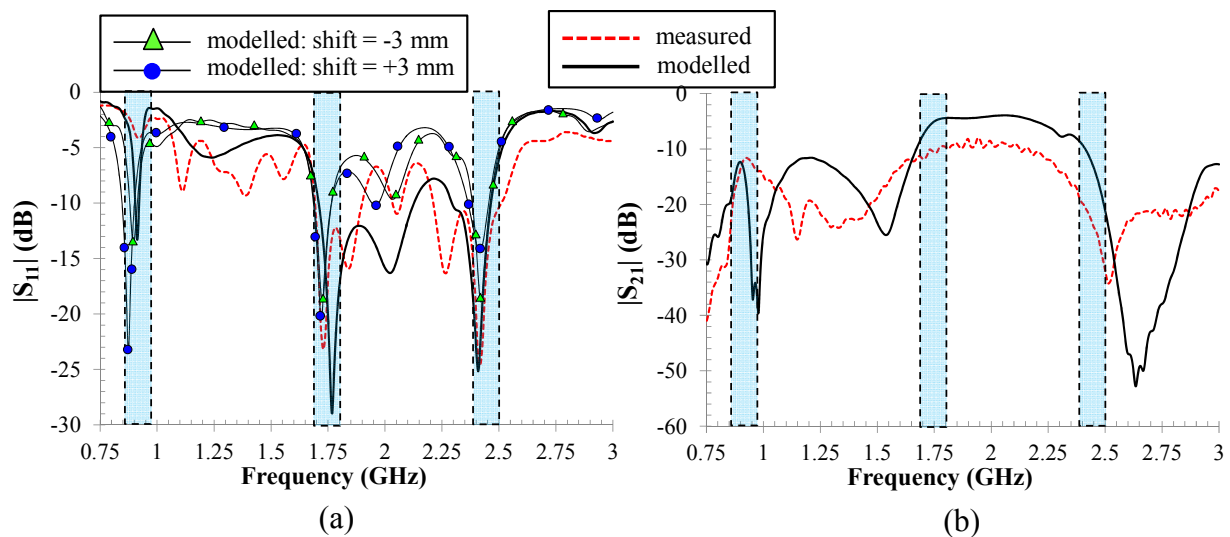 modelled: shift = -3 mm
modelled: shift = +3 mm
measured
modelled
|S11| (dB)
0
-5
-10
-15
-20
-25
-30
0.75 1 1.25 1.5 1.75 2 2.25 2.5 2.75 3
Frequency (GHz)
(a)
|S21| (dB)
0
-10
-20
-30
-40
-50
-60
0.75 1 1.25 1.5 1.75 2 2.25 2.5 2.75 3
Frequency (GHz)
(b)